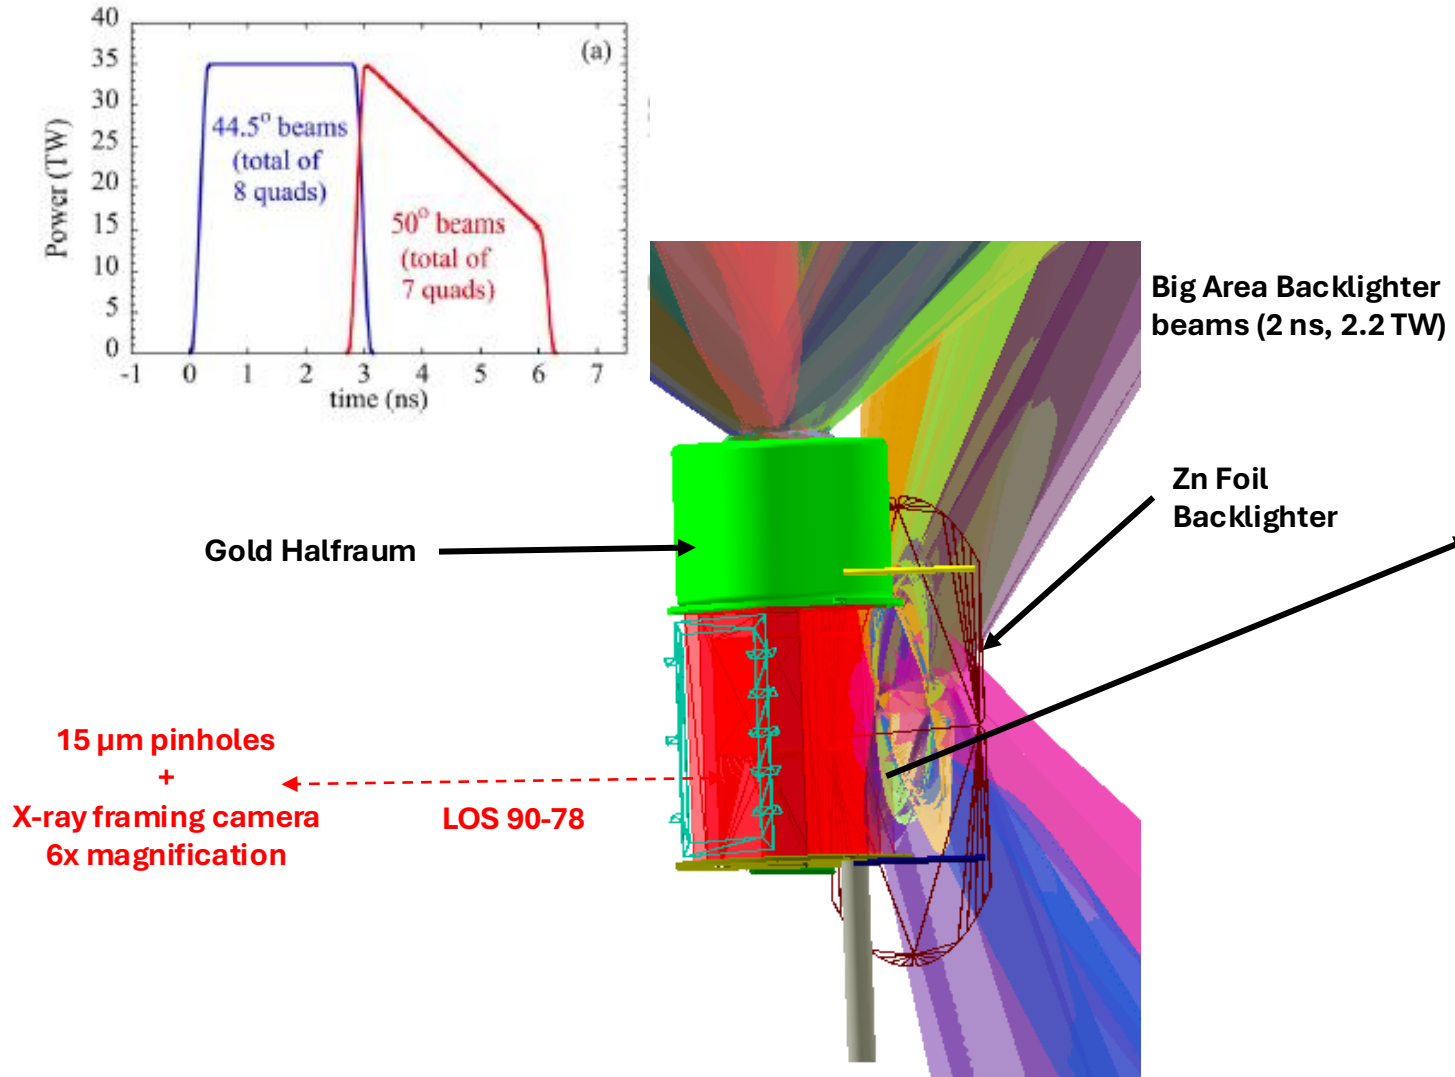 40
35
30
25
20
15
10
5
0
Power (TW)
(a)
44.5° beams
(total of
8 quads)
50° beams
(total of
7 quads)
-1 0 1 2 3 4 5 6 7
time (ns)
Big Area Backlighter
beams (2 ns, 2.2 TW)
Zn Foil
Backlighter
Gold Halfraum
15 µm pinholes
+
X-ray framing camera
6x magnification
LOS 90-78